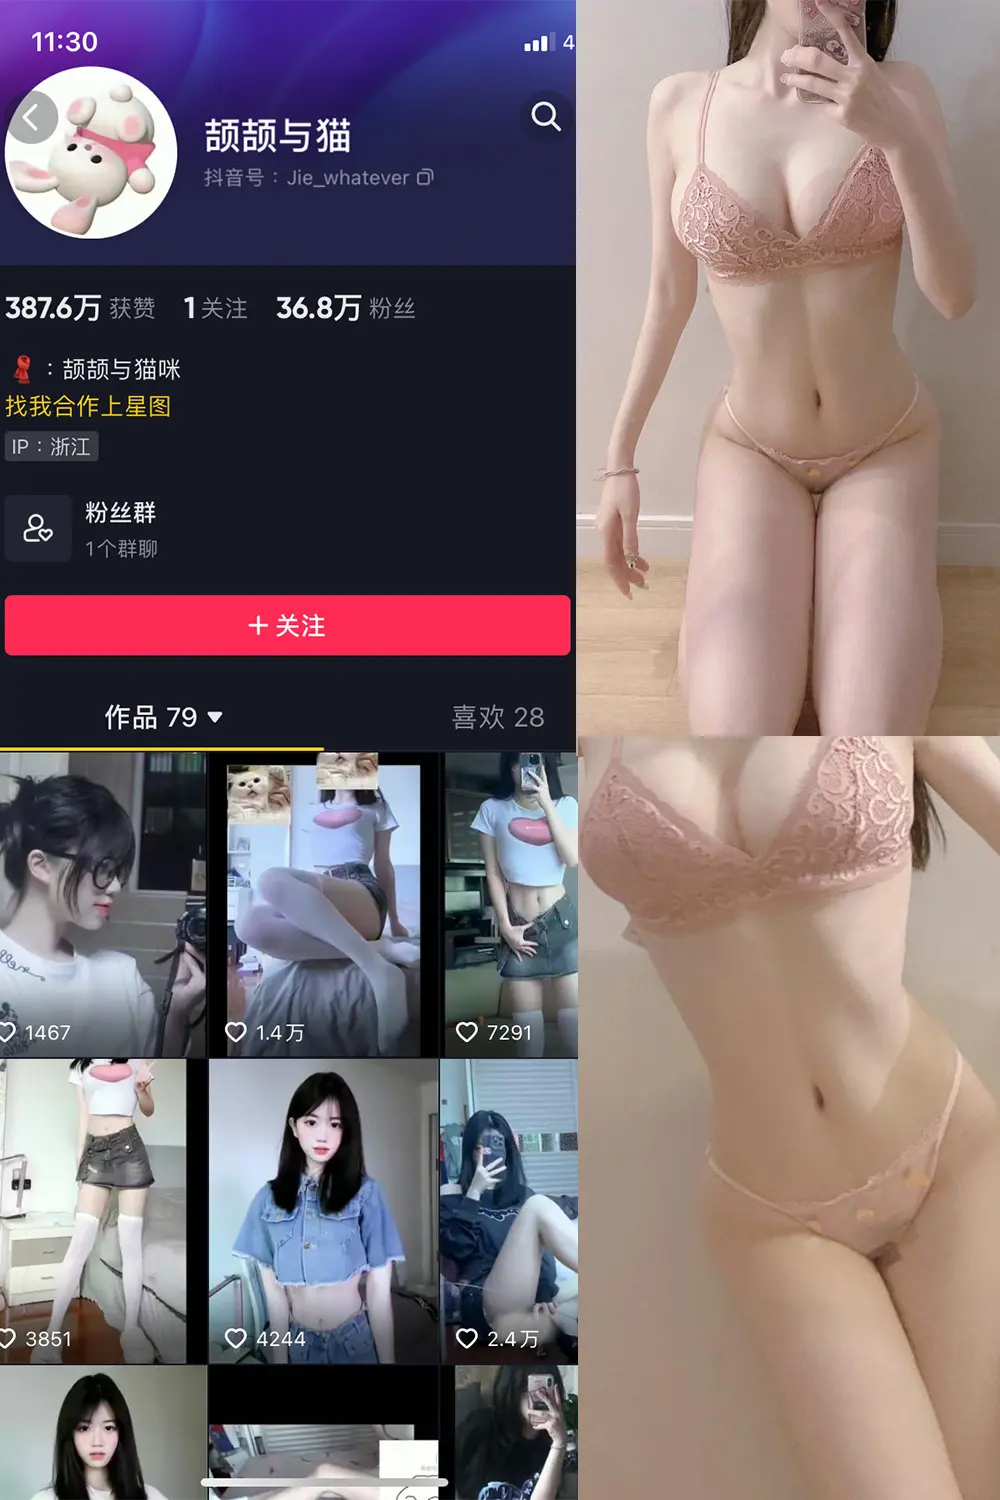 11:30
4
颉颉与猫
抖音号：Jie_whatever
387.6万 获赞 1 关注 36.8万 粉丝
：颉颉与猫咪
找我合作上星图
IP：浙江
粉丝群
1个群聊
+ 关注
作品 79 喜欢 28
1467 1.4万 7291
3851 4244 2.4万